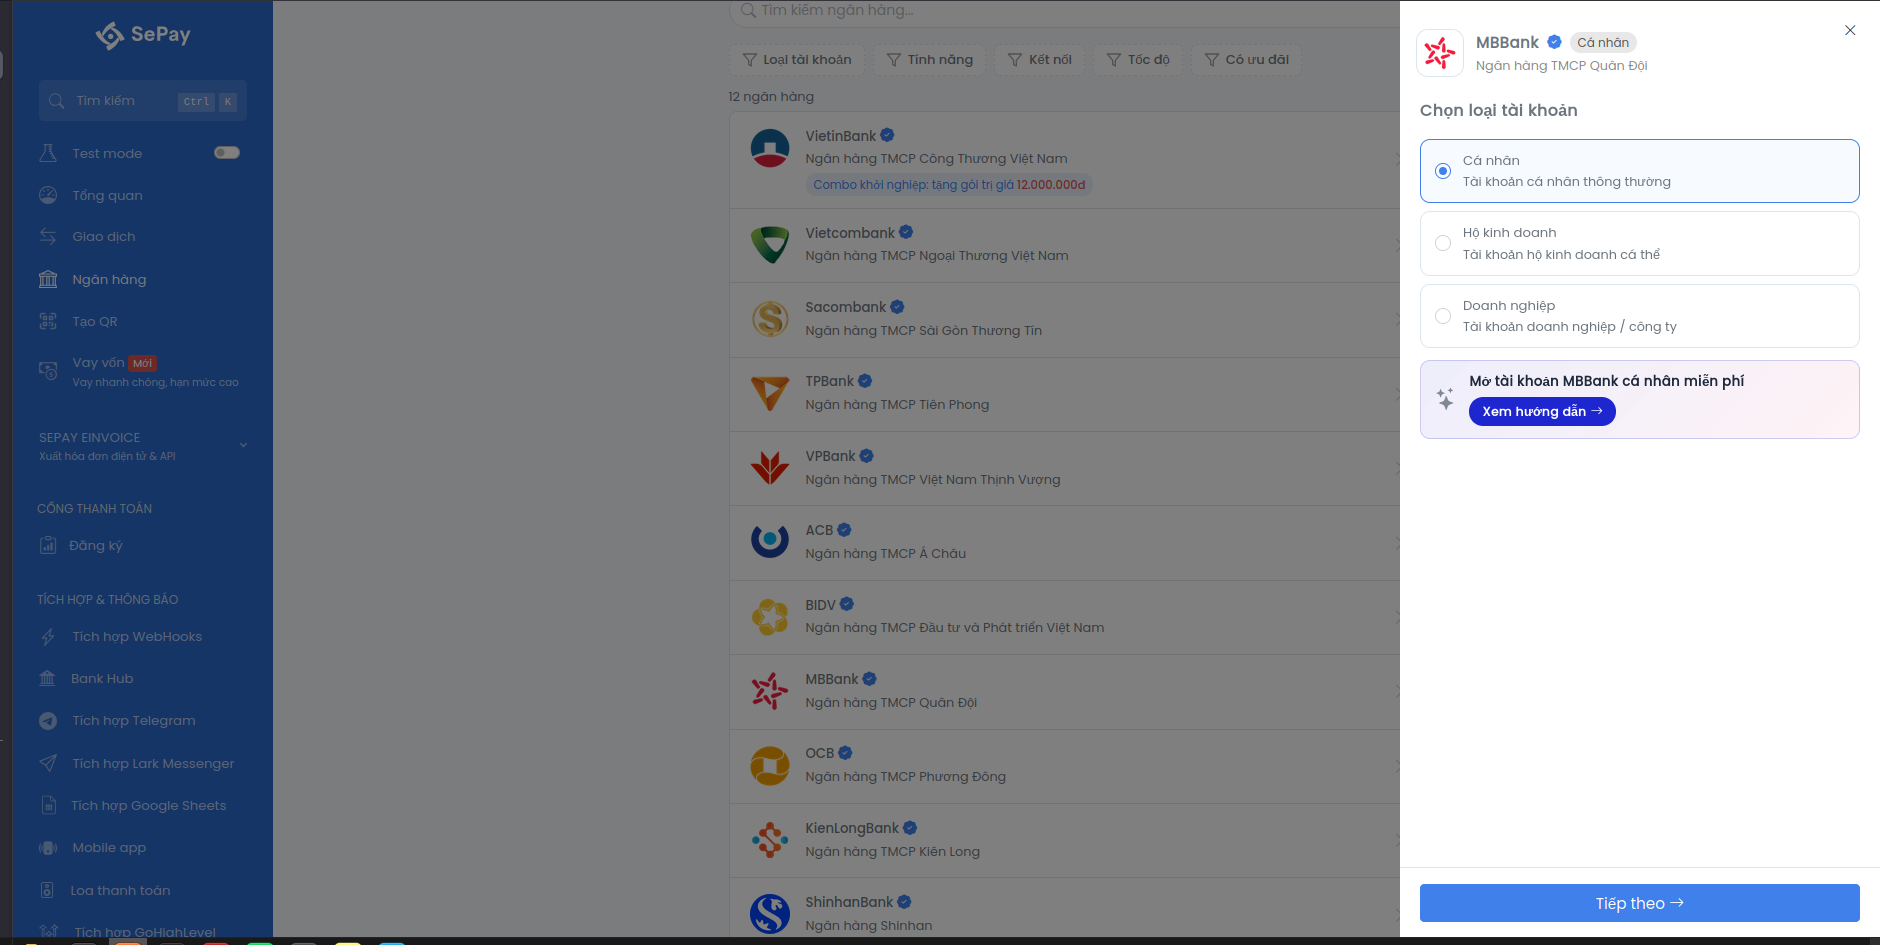 SePay
Tìm kiếm
Ctrl K
Test mode
Tổng quan
Giao dịch
Ngân hàng
Tạo QR
Vay vốn Mới
Vay nhanh chóng, hạn mức cao
SEPAY EINVOICE
Xuất hóa đơn điện tử & API
CỔNG THANH TOÁN
Đăng ký
TÍCH HỢP & THÔNG BÁO
Tích hợp WebHooks
Bank Hub
Tích hợp Telegram
Tích hợp Lark Messenger
Tích hợp Google Sheets
Mobile app
Loa thanh toán
Tích hợp GoHighLevel
Tìm kiếm ngân hàng...
Loại tài khoản
Tính năng
Kết nối
Tốc độ
Có ưu đãi
12 ngân hàng
VietinBank
Ngân hàng TMCP Công Thương Việt Nam
Combo khởi nghiệp: tặng gói trị giá 12.000.000đ
Vietcombank
Ngân hàng TMCP Ngoại Thương Việt Nam
Sacombank
Ngân hàng TMCP Sài Gòn Thương Tín
TPBank
Ngân hàng TMCP Tiên Phong
VPBank
Ngân hàng TMCP Việt Nam Thịnh Vượng
ACB
Ngân hàng TMCP Á Châu
BIDV
Ngân hàng TMCP Đầu tư và Phát triển Việt Nam
MBBank
Ngân hàng TMCP Quân Đội
OCB
Ngân hàng TMCP Phương Đông
KienLongBank
Ngân hàng TMCP Kiên Long
ShinhanBank
Ngân hàng Shinhan
MBBank Cá nhân
Ngân hàng TMCP Quân Đội
Chọn loại tài khoản
Cá nhân
Tài khoản cá nhân thông thường
Hộ kinh doanh
Tài khoản hộ kinh doanh cá thể
Doanh nghiệp
Tài khoản doanh nghiệp / công ty
Mở tài khoản MBBank cá nhân miễn phí
Xem hướng dẫn →
Tiếp theo →